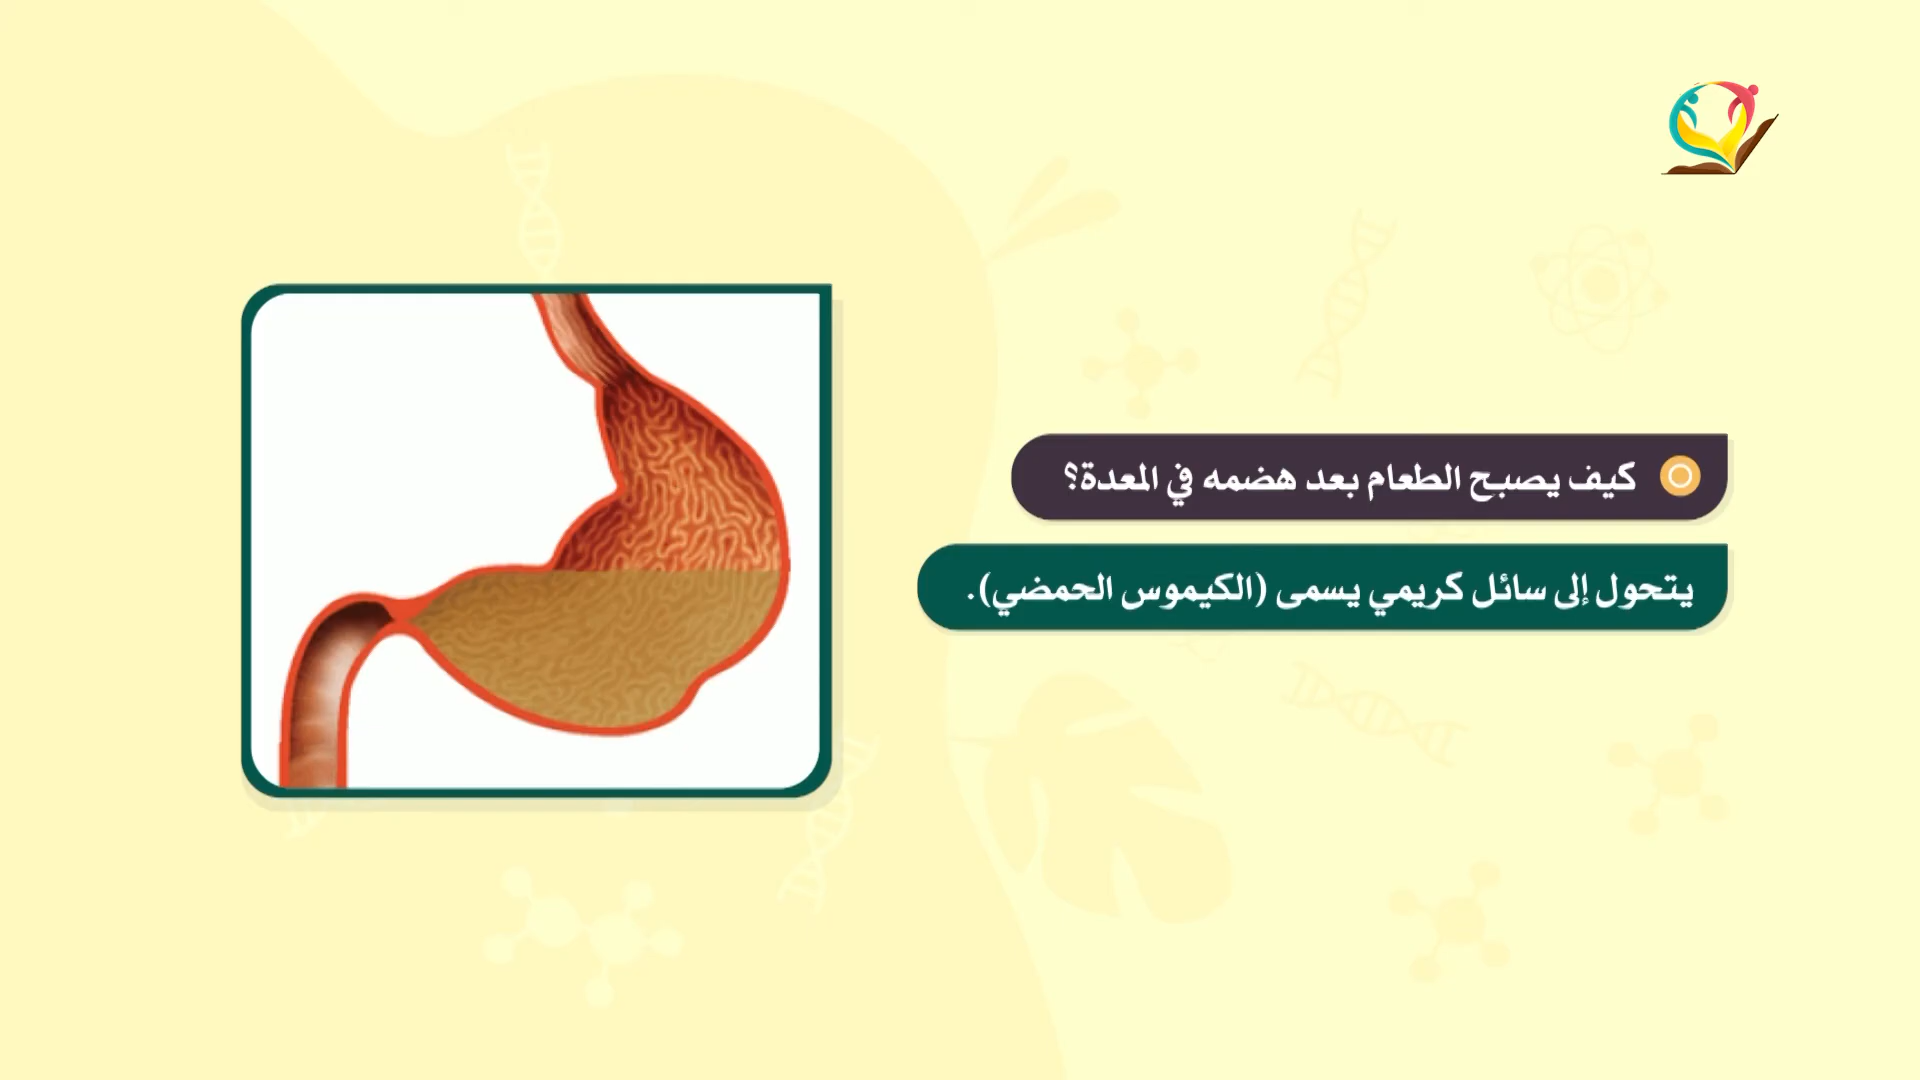 كيف يصبح الطعام بعد هضمه في المعدة؟
يتحول إلى سائل كريمي يسمى (الكيموس الحمضي).